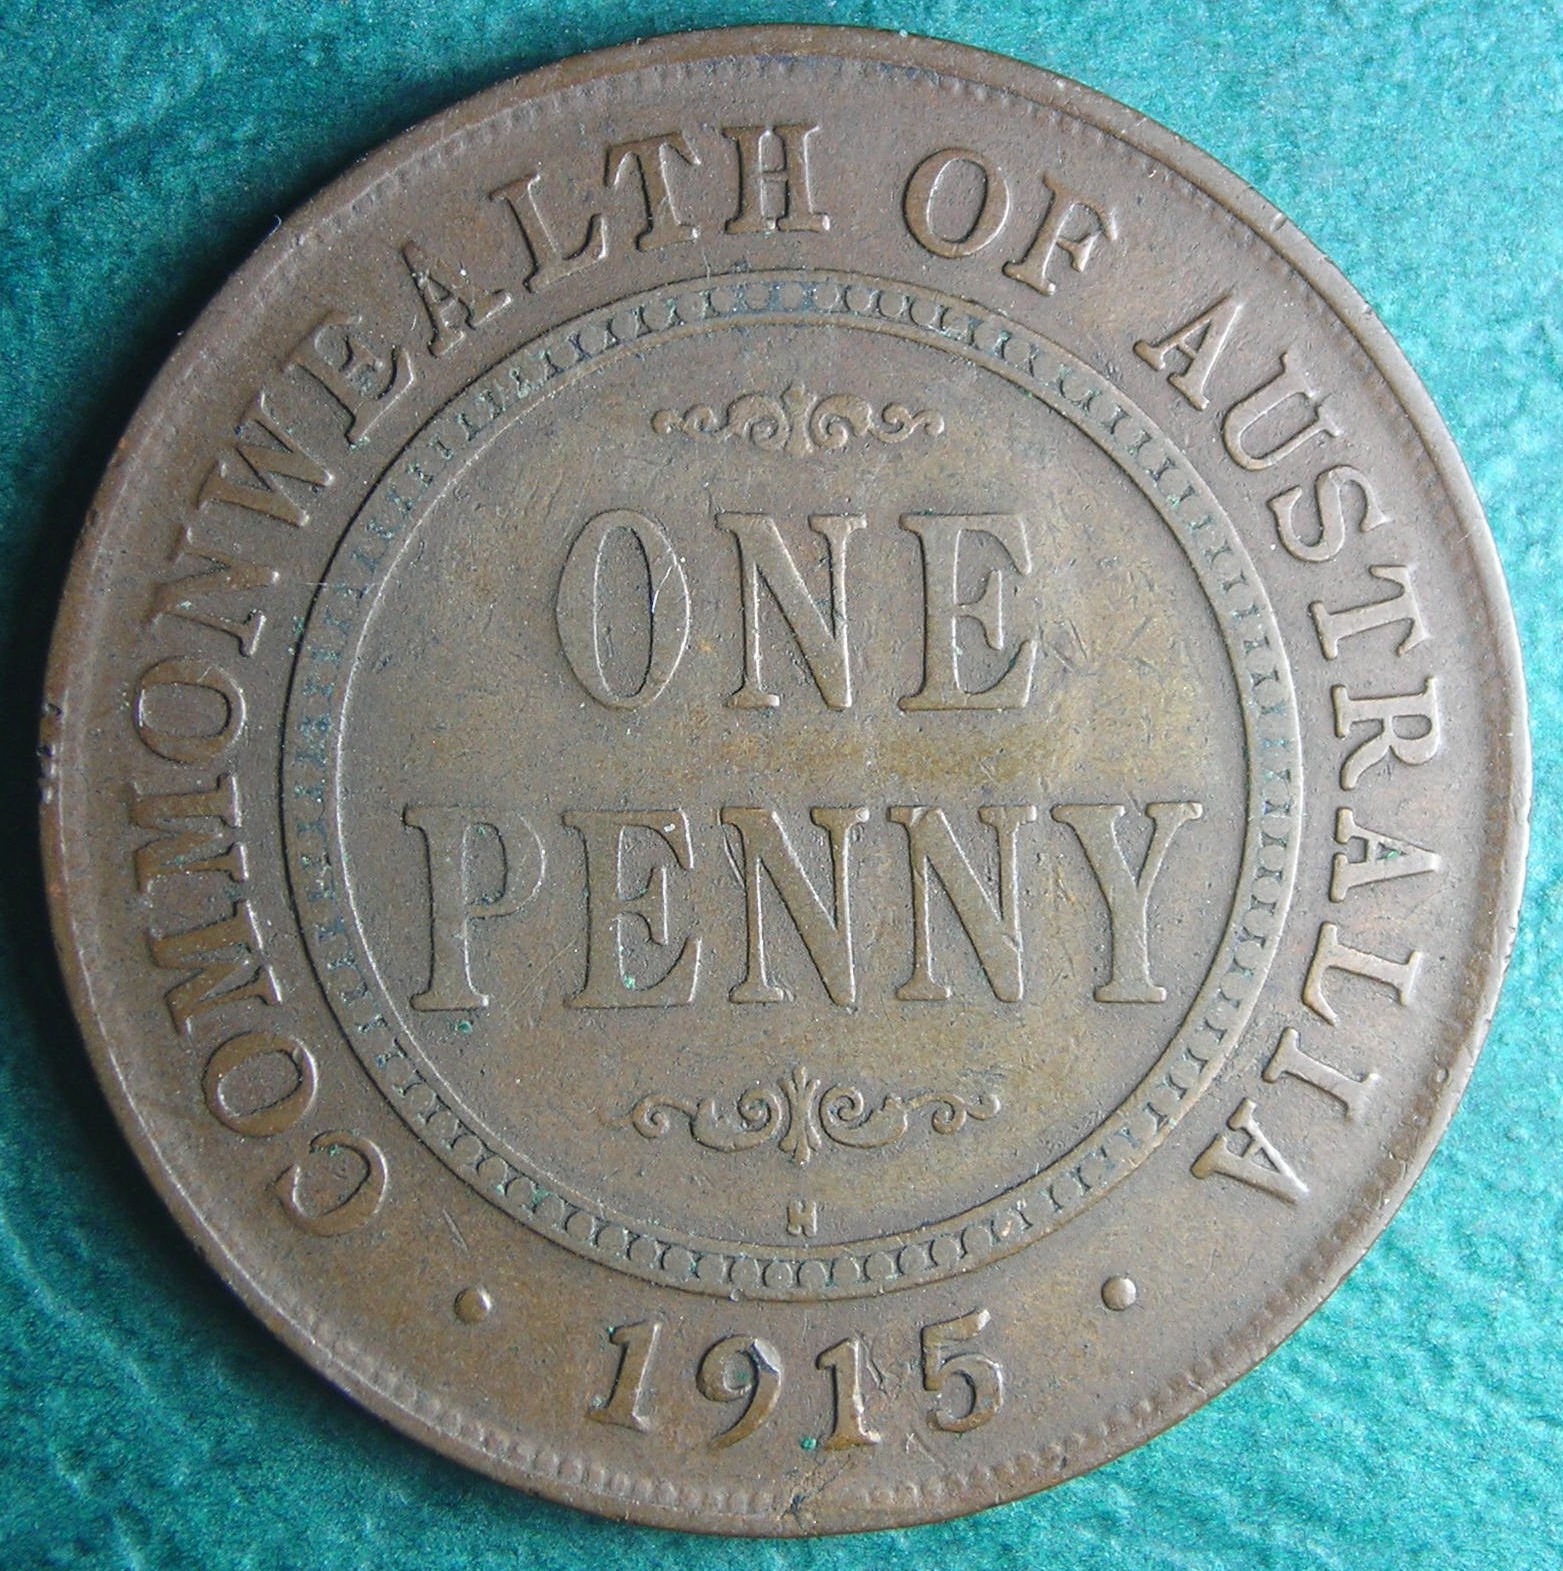 COMMONWEALTH OF AUSTRALIA
ONE
PENNY
H
· 1915 ·